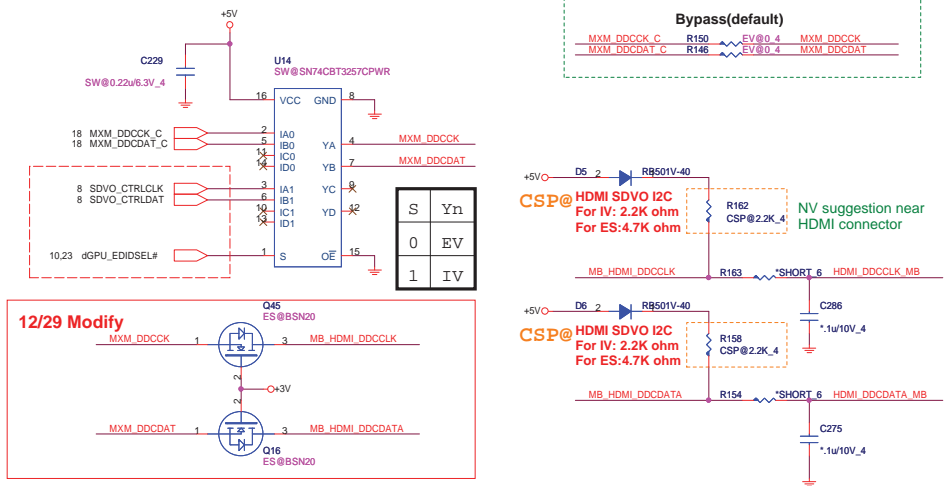 +5V
C229
SW@0.22u/6.3V_4
U14
SW@SN74CBT3257CPWR
16 VCC GND 8
18 MXM_DDCCK_C 2 IA0
18 MXM_DDCDAT_C 5 IB0
11 IC0
14 ID0
YA 4 MXM_DDCCK
YB 7 MXM_DDCDAT
8 SDVO_CTRLCLK 3 IA1
8 SDVO_CTRLDAT 6 IB1
10 IC1
13 ID1
YC 9
YD 12
10,23 dGPU_EDIDSEL# 1 S
OE 15
S Yn
0 EV
1 IV
12/29 Modify
Q45
ES@BSN20
MXM_DDCCK 1 3 MB_HDMI_DDCCLK
2
+3V
2
MXM_DDCDAT 1 3 MB_HDMI_DDCDATA
Q16
ES@BSN20
Bypass(default)
MXM_DDCCK_C R150 EV@0_4 MXM_DDCCK
MXM_DDCDAT_C R146 EV@0_4 MXM_DDCDAT
+5V D5 2 1 RB501V-40
CSP@ HDMI SDVO I2C
For IV: 2.2K ohm
For ES:4.7K ohm
R162
CSP@2.2K_4
NV suggestion near
HDMI connector
MB_HDMI_DDCCLK R163 *SHORT_6 HDMI_DDCCLK_MB
C286
*.1u/10V_4
+5V D6 2 1 RB501V-40
CSP@ HDMI SDVO I2C
For IV: 2.2K ohm
For ES:4.7K ohm
R158
CSP@2.2K_4
MB_HDMI_DDCDATA R154 *SHORT_6 HDMI_DDCDATA_MB
C275
*.1u/10V_4